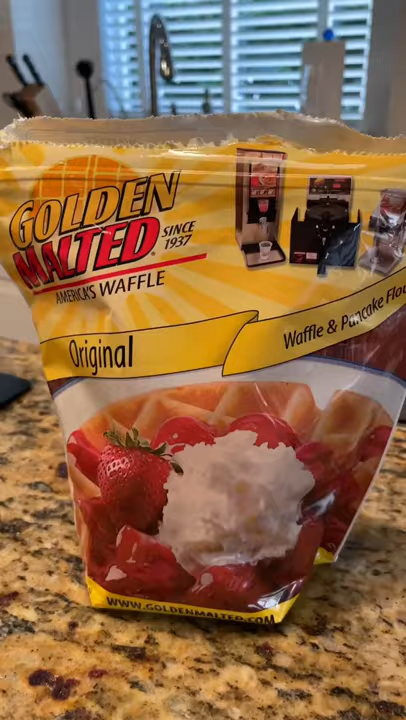 GOLDEN
MALTED
SINCE
1937
AMERICA'S WAFFLE
Original
Waffle & Pancake Flou
WWW.GOLDENMALTED.COM